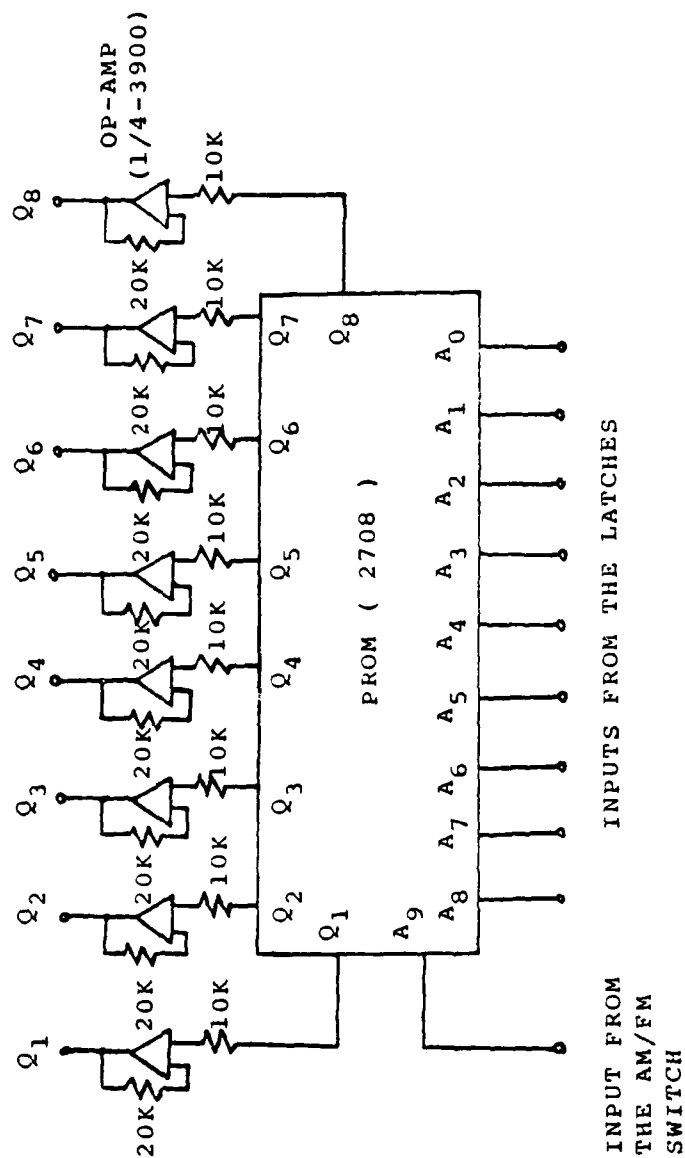 OP-AMP
(1/4-3900)
Q1 Q2 Q3 Q4 Q5 Q6 Q7 Q8
20K 20K 20K 20K 20K 20K 20K 20K
10K 10K 10K 10K 10K 10K 10K 10K
Q2 Q3 Q4 Q5 Q6 Q7
Q1
Q8
PROM ( 2708 )
A9
A8 A7 A6 A5 A4 A3 A2 A1 A0
INPUT FROM
THE AM/FM
SWITCH
INPUTS FROM THE LATCHES